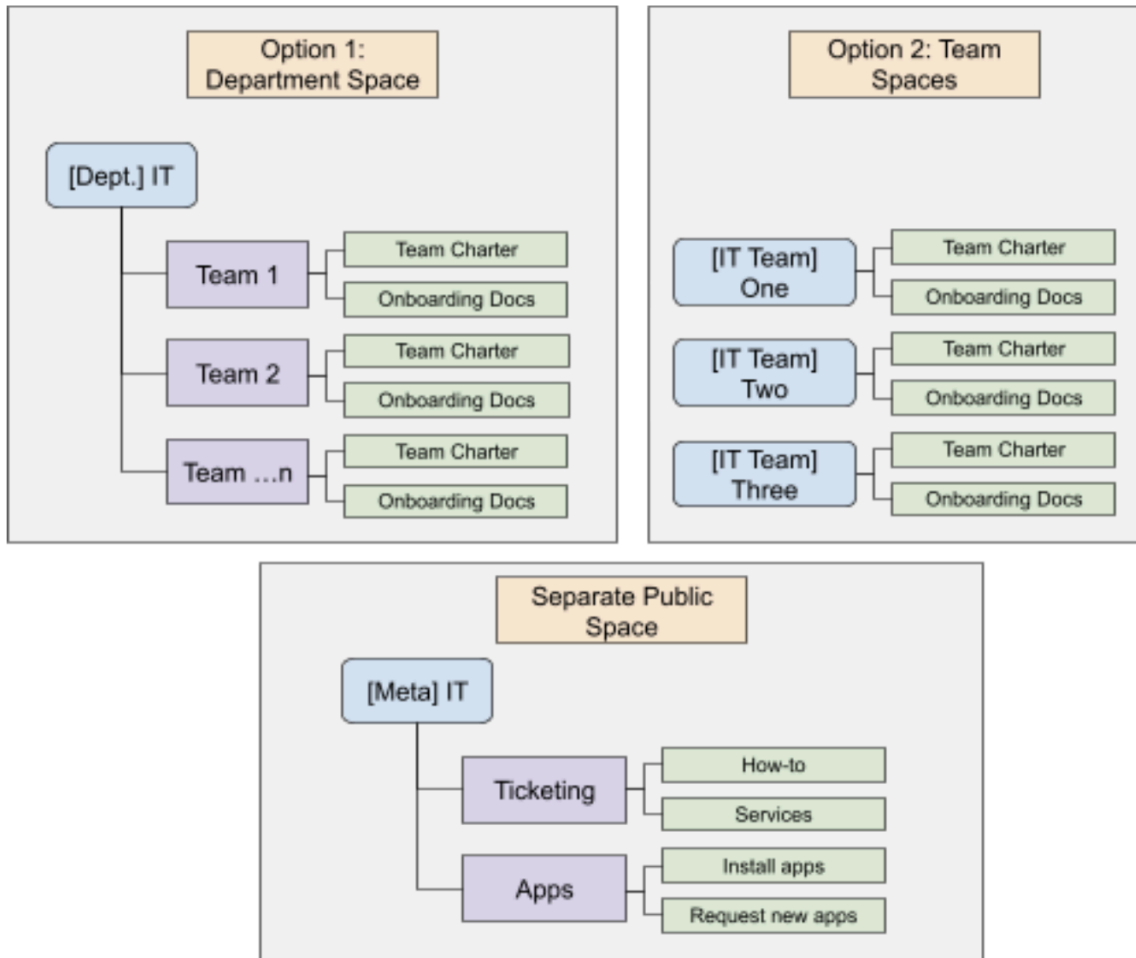 Option 1:
Department Space
[Dept.] IT
Team 1
Team Charter
Onboarding Docs
Team 2
Team Charter
Onboarding Docs
Team ...n
Team Charter
Onboarding Docs
Option 2: Team
Spaces
[IT Team]
One
Team Charter
Onboarding Docs
[IT Team]
Two
Team Charter
Onboarding Docs
[IT Team]
Three
Team Charter
Onboarding Docs
Separate Public
Space
[Meta] IT
Ticketing
How-to
Services
Apps
Install apps
Request new apps